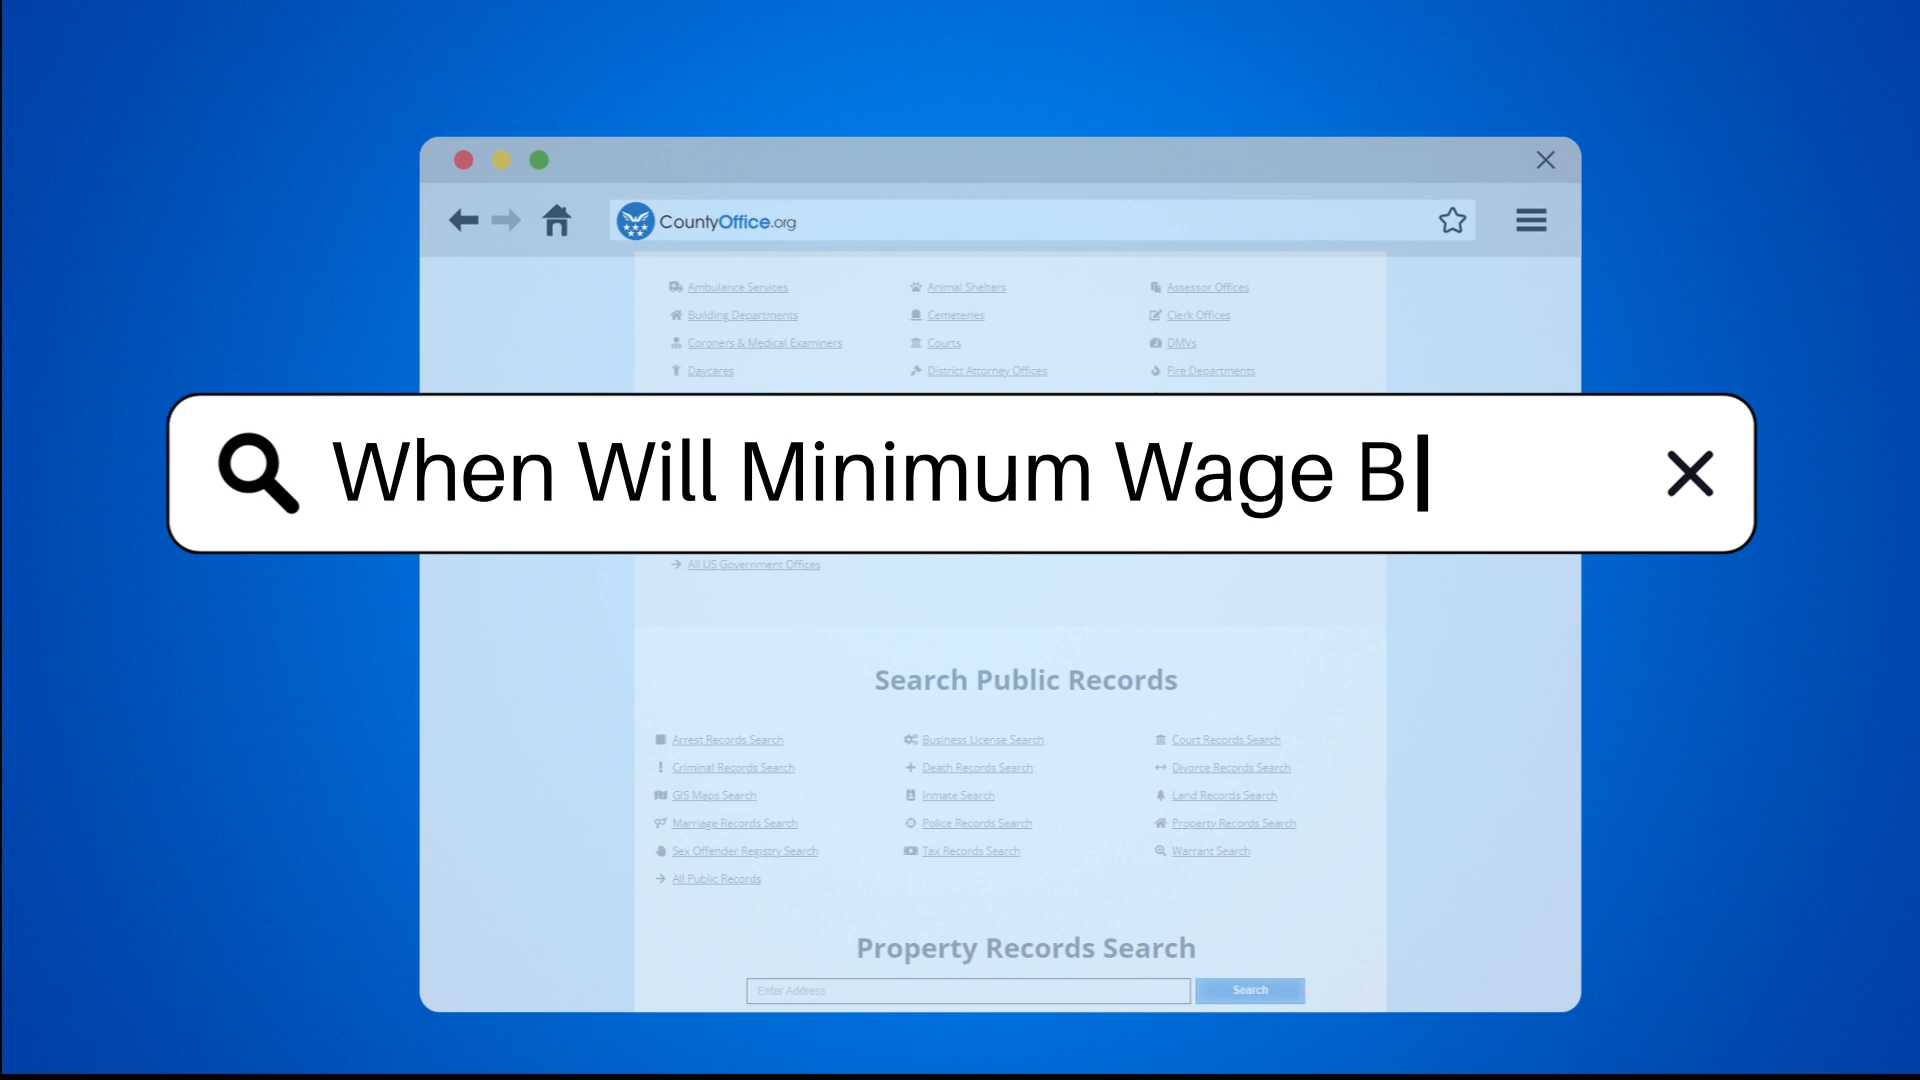 CountyOffice.org
Ambulance Services
Animal Shelters
Assessor Offices
Building Departments
Cemeteries
Clerk Offices
Coroners & Medical Examiners
Courts
DMVs
Daycares
District Attorney Offices
Fire Departments
When Will Minimum Wage B
All US Government Offices
Search Public Records
Arrest Records Search
Business License Search
Court Records Search
Criminal Records Search
Death Records Search
Divorce Records Search
GIS Maps Search
Inmate Search
Land Records Search
Marriage Records Search
Police Records Search
Property Records Search
Sex Offender Registry Search
Tax Records Search
Warrant Search
All Public Records
Property Records Search
Enter Address
Search